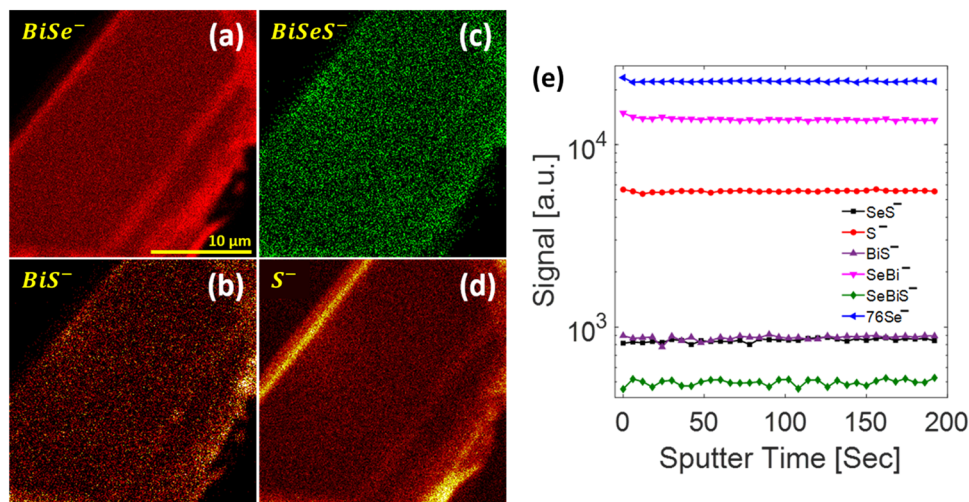 BiSe⁻ (a)
10 µm
BiSeS⁻ (c)
BiS⁻ (b)
S⁻ (d)
(e)
Signal [a.u.]
10⁴
10³
SeS⁻
S⁻
BiS⁻
SeBi⁻
SeBiS⁻
76Se⁻
0 50 100 150 200
Sputter Time [Sec]